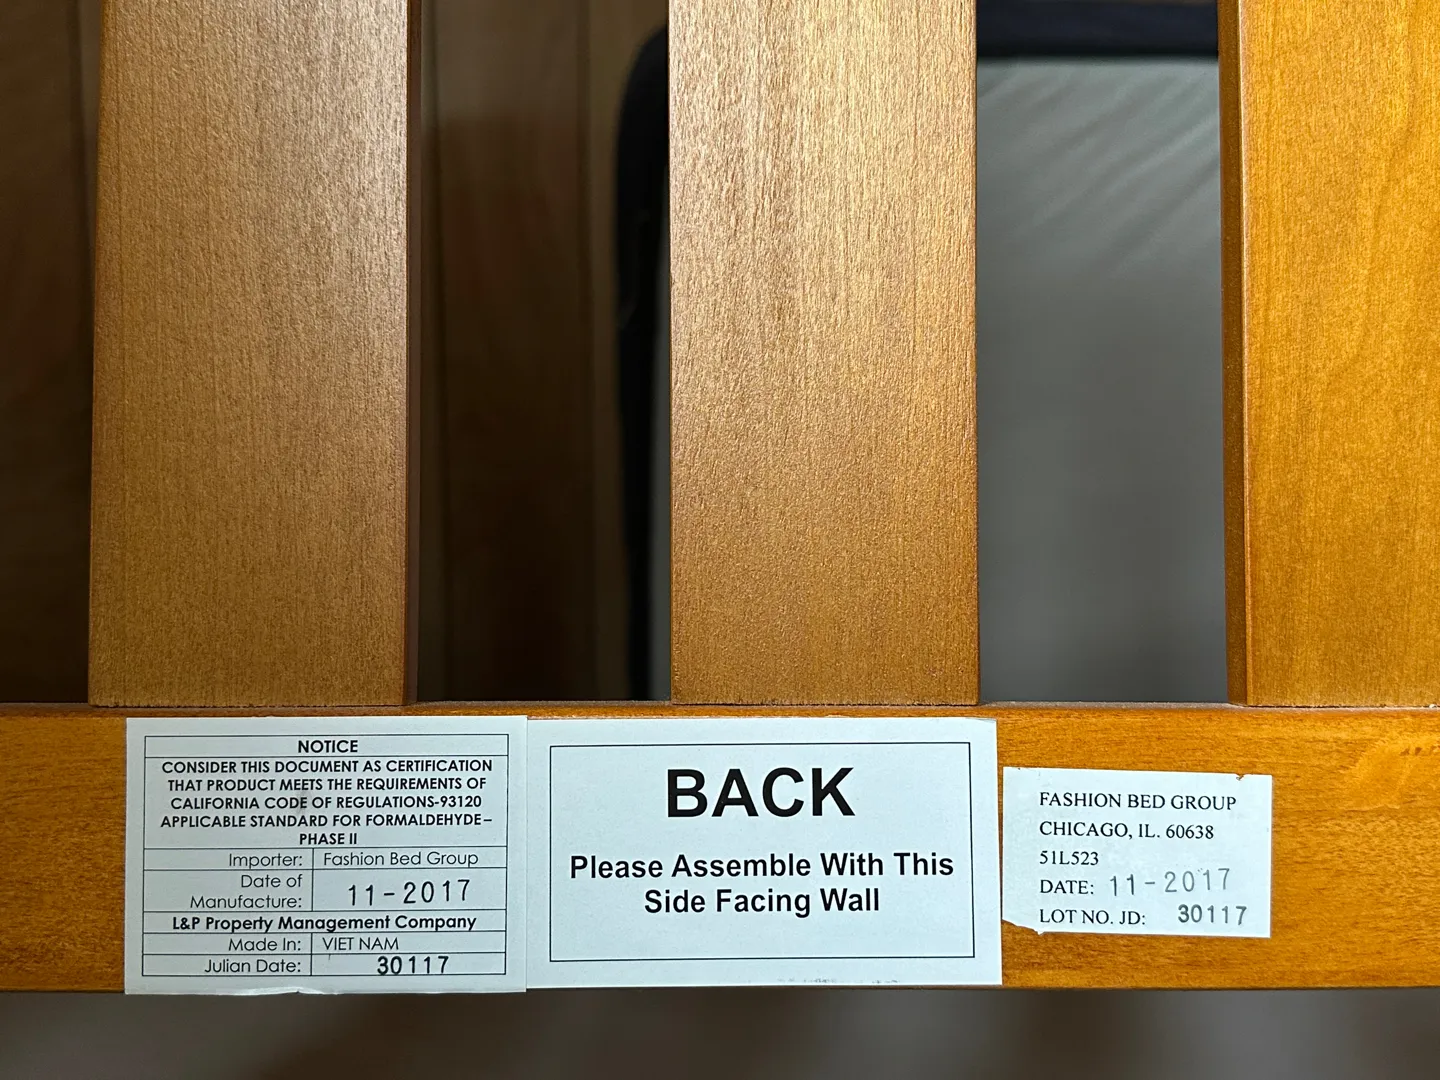 NOTICE
CONSIDER THIS DOCUMENT AS CERTIFICATION
THAT PRODUCT MEETS THE REQUIREMENTS OF
CALIFORNIA CODE OF REGULATIONS-93120
APPLICABLE STANDARD FOR FORMALDEHYDE–
PHASE II
Importer: Fashion Bed Group
Date of
Manufacture: 11-2017
L&P Property Management Company
Made In: VIET NAM
Julian Date: 30117
BACK
Please Assemble With This
Side Facing Wall
FASHION BED GROUP
CHICAGO, IL. 60638
51L523
DATE: 11-2017
LOT NO. JD: 30117